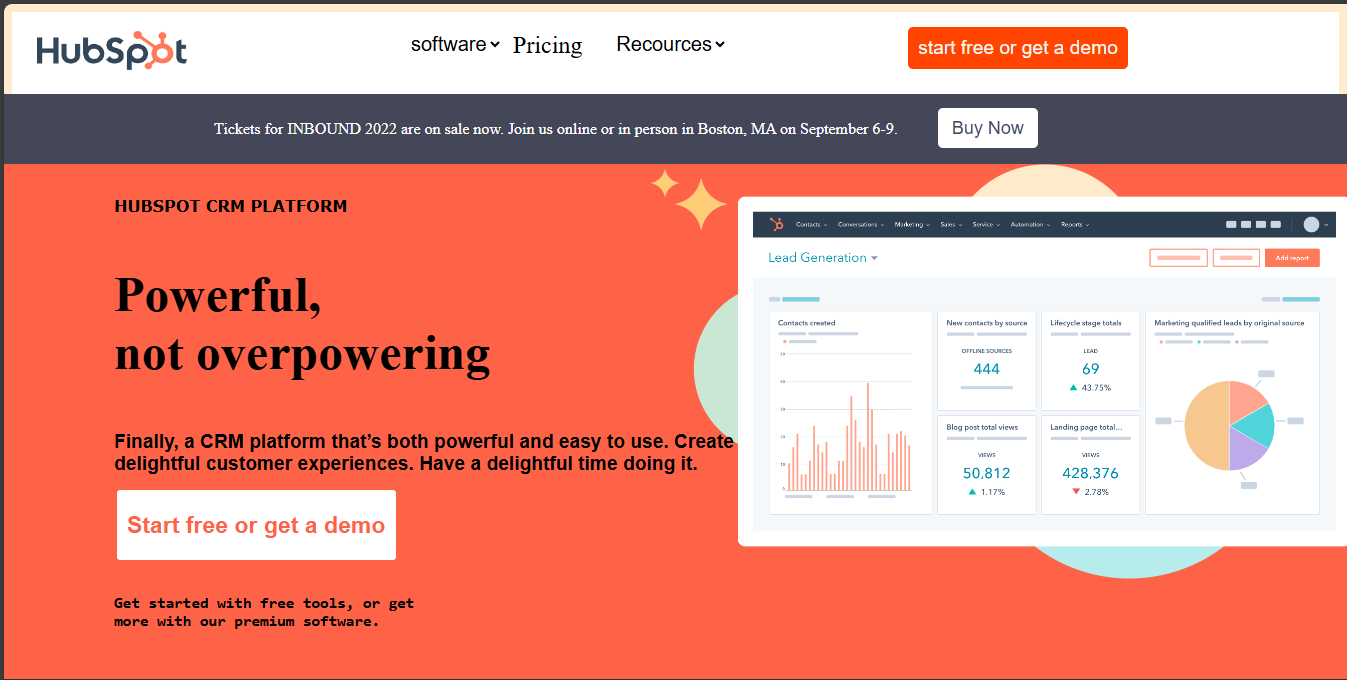 HubSpot
software Pricing Recources
start free or get a demo
Tickets for INBOUND 2022 are on sale now. Join us online or in person in Boston, MA on September 6-9.
Buy Now
HUBSPOT CRM PLATFORM
Powerful,
not overpowering
Finally, a CRM platform that’s both powerful and easy to use. Create
delightful customer experiences. Have a delightful time doing it.
Start free or get a demo
Get started with free tools, or get
more with our premium software.
Contacts Conversations Marketing Sales Service Automation Reports
Lead Generation
Add report
Contacts created
New contacts by source
OFFLINE SOURCES
444
Lifecycle stage totals
LEAD
69
43.75%
Marketing qualified leads by original source
Blog post total views
VIEWS
50,812
1.17%
Landing page total...
VIEWS
428,376
2.78%